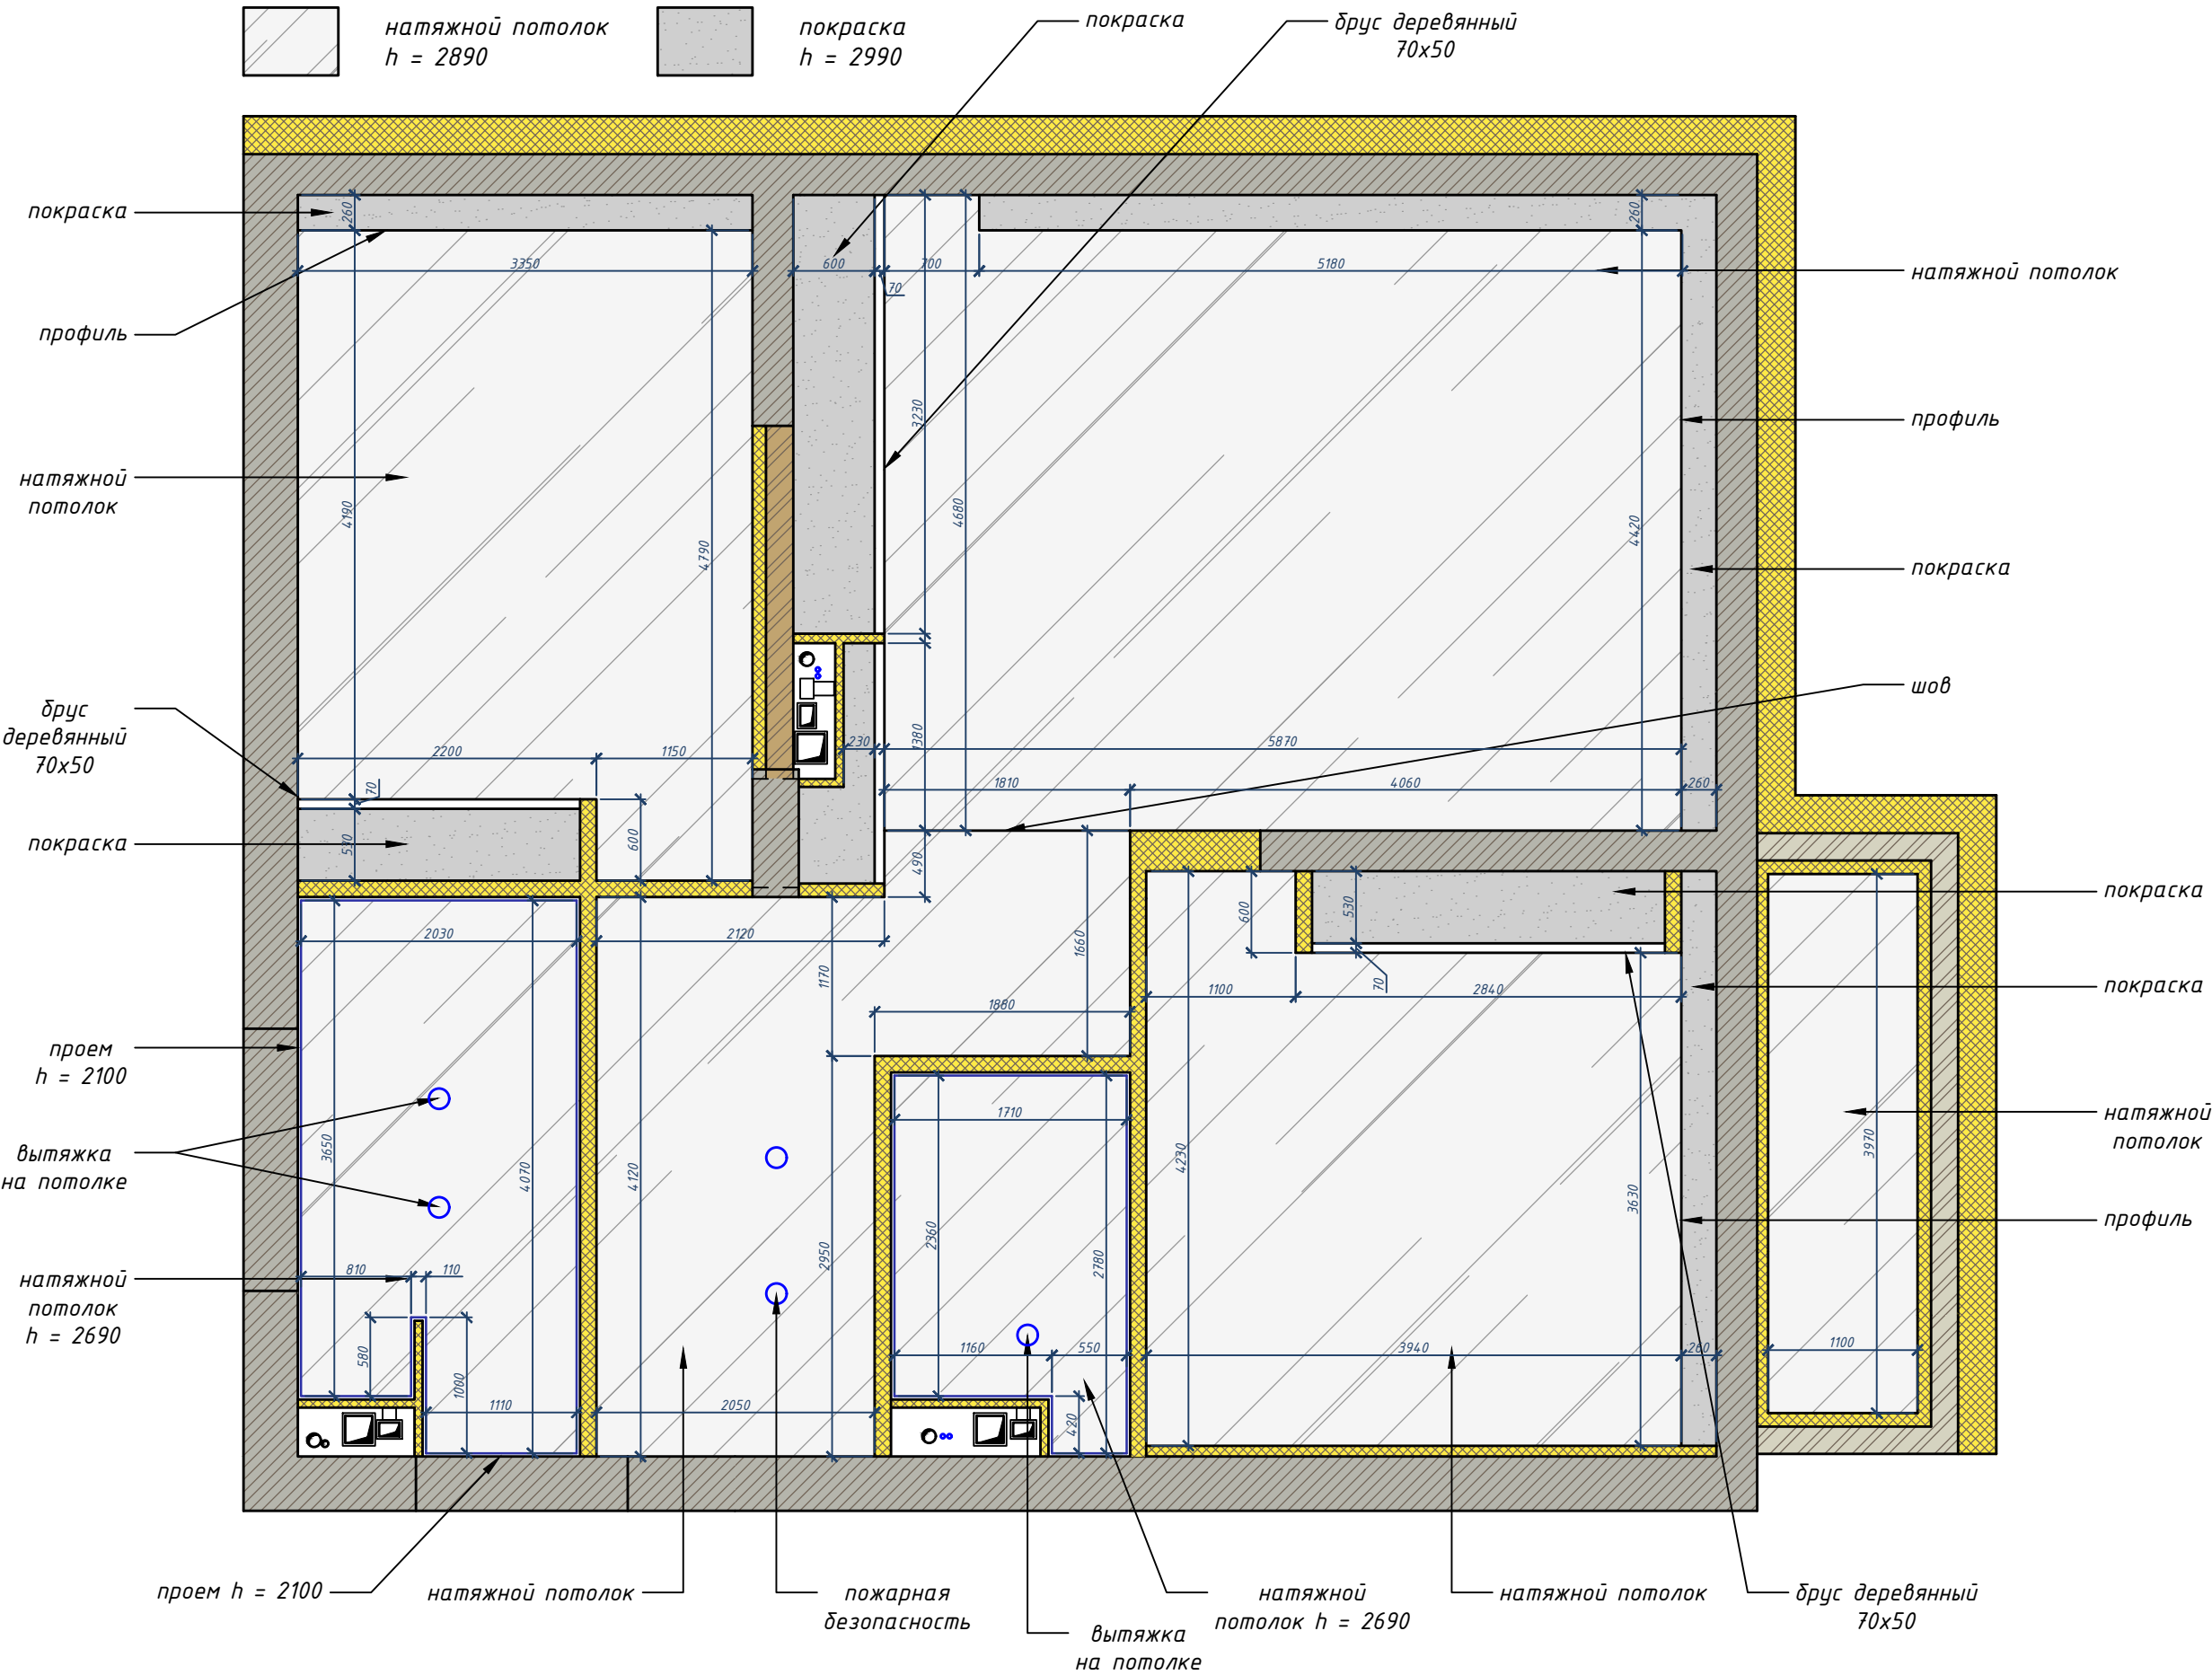 натяжной потолок
h = 2890
покраска
h = 2990
покраска
брус деревянный
70х50
покраска
профиль
натяжной
потолок
брус
деревянный
70х50
покраска
проем
h = 2100
вытяжка
на потолке
натяжной
потолок
h = 2690
натяжной потолок
профиль
покраска
шов
покраска
покраска
натяжной
потолок
профиль
260
3350
600
70
700
5180
260
4190
4790
3230
4680
4420
2200
1150
70
530
600
230
1380
5870
1810
4060
260
490
2030
2120
1170
1660
1880
600
530
70
1100
2840
3650
4070
4120
2950
1710
2360
2780
4230
3630
3970
810
110
580
1000
1110
2050
1160
550
420
3940
260
1100
проем h = 2100
натяжной потолок
пожарная
безопасность
вытяжка
на потолке
натяжной
потолок h = 2690
натяжной потолок
брус деревянный
70х50